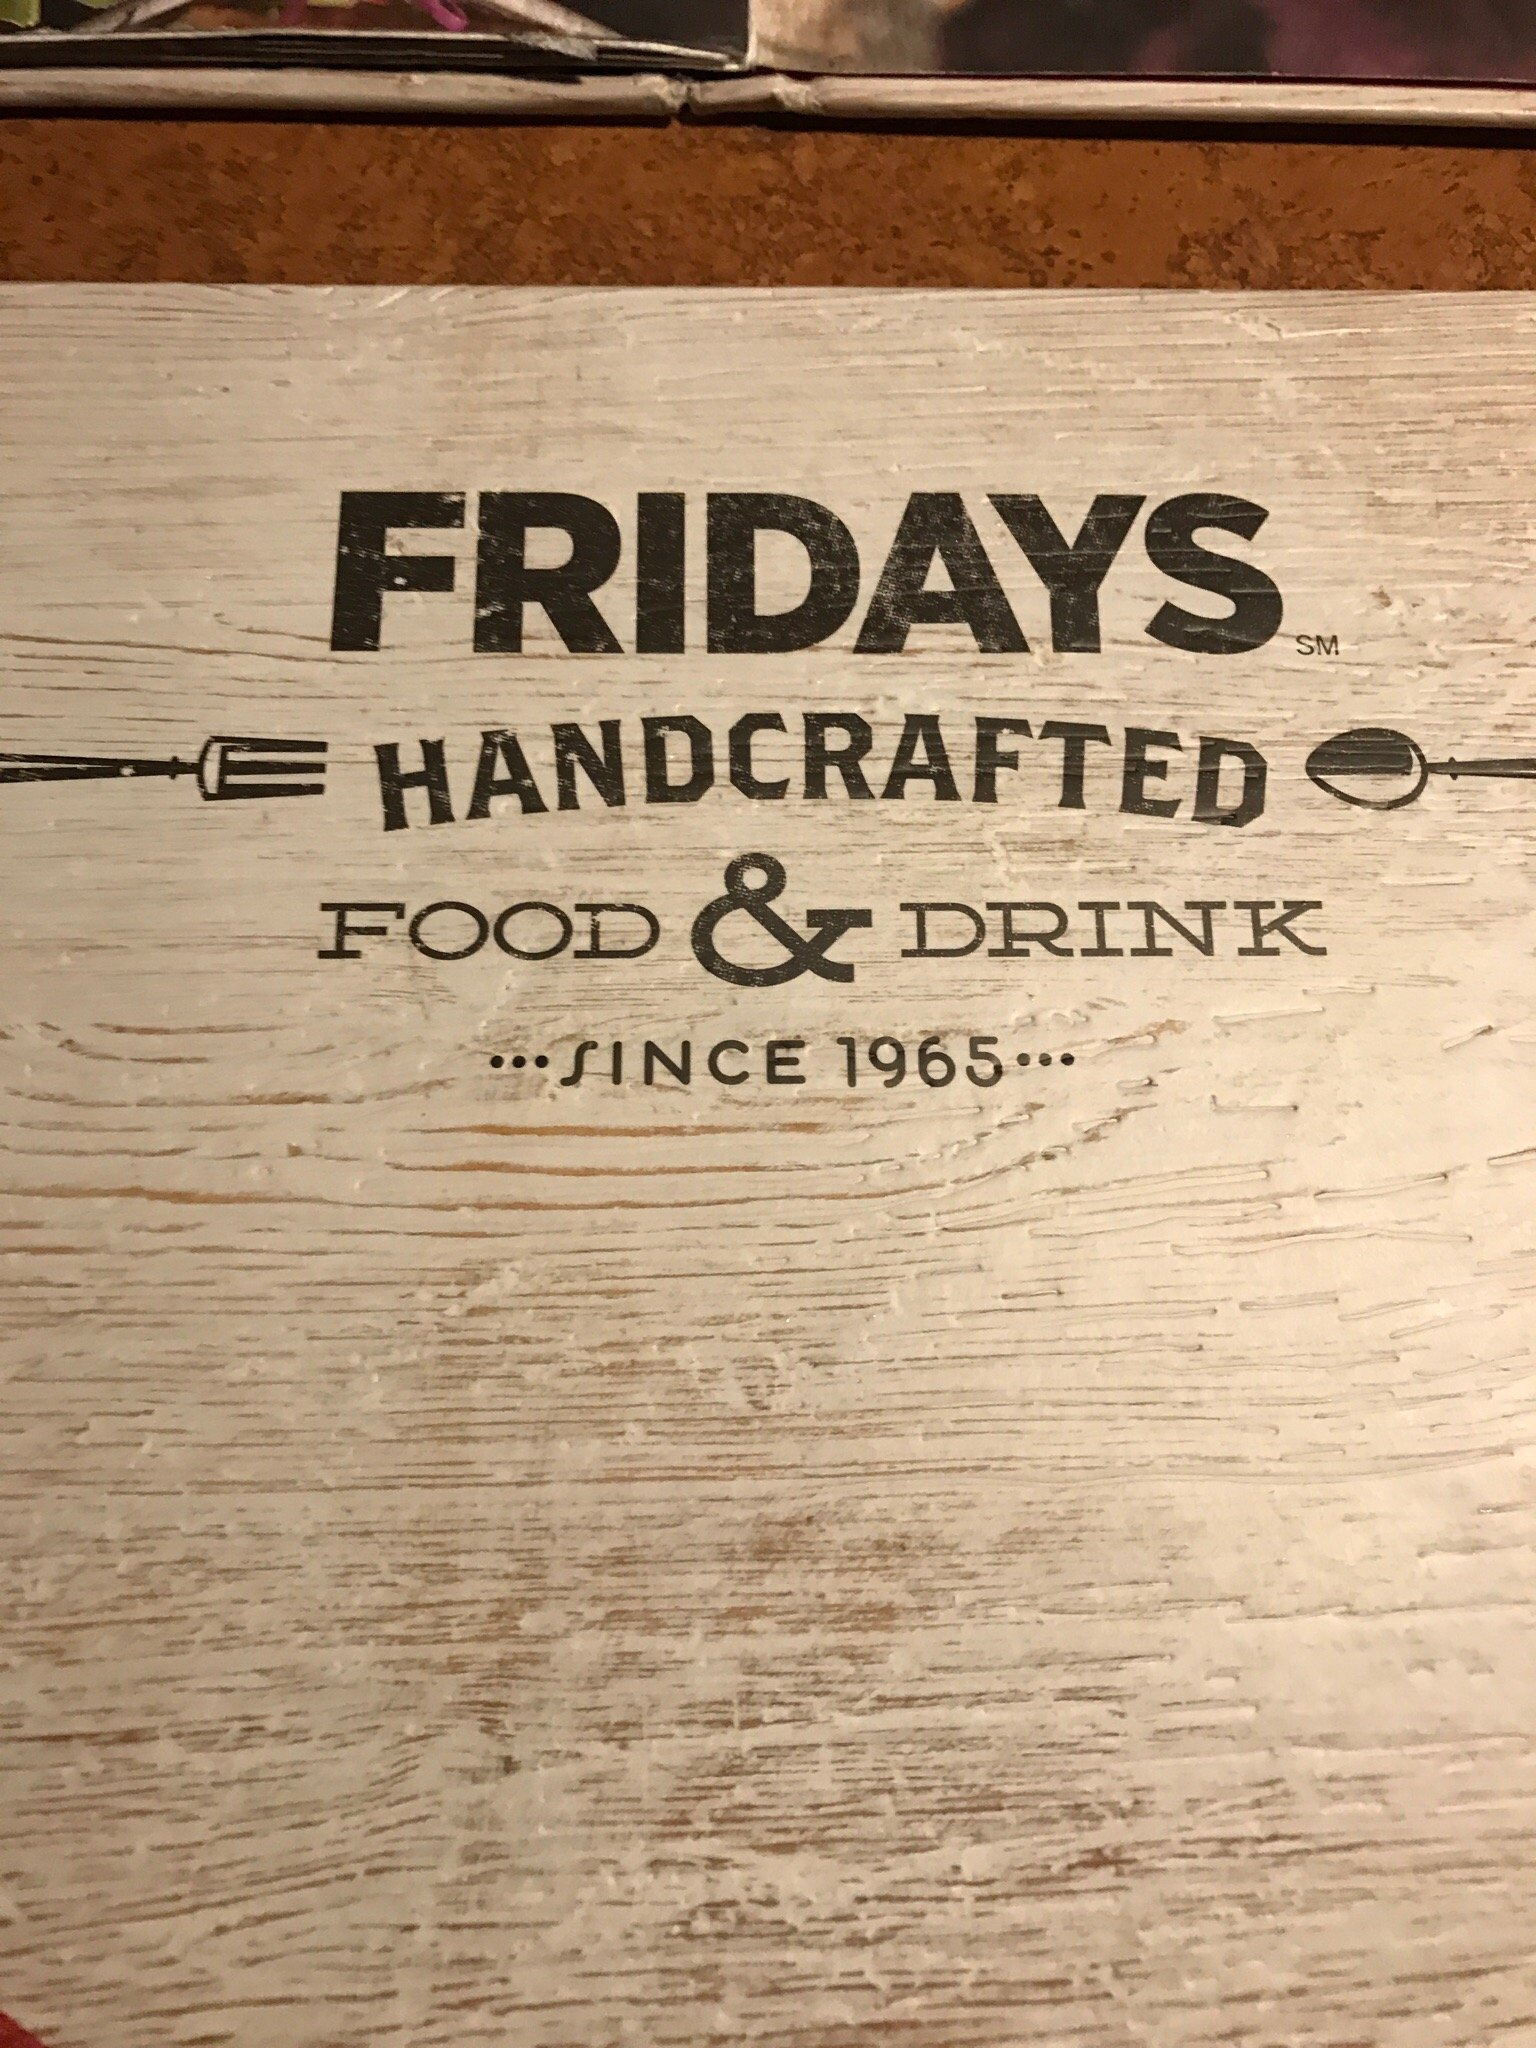 FRIDAYS SM
HANDCRAFTED
FOOD & DRINK
•••SINCE 1965•••